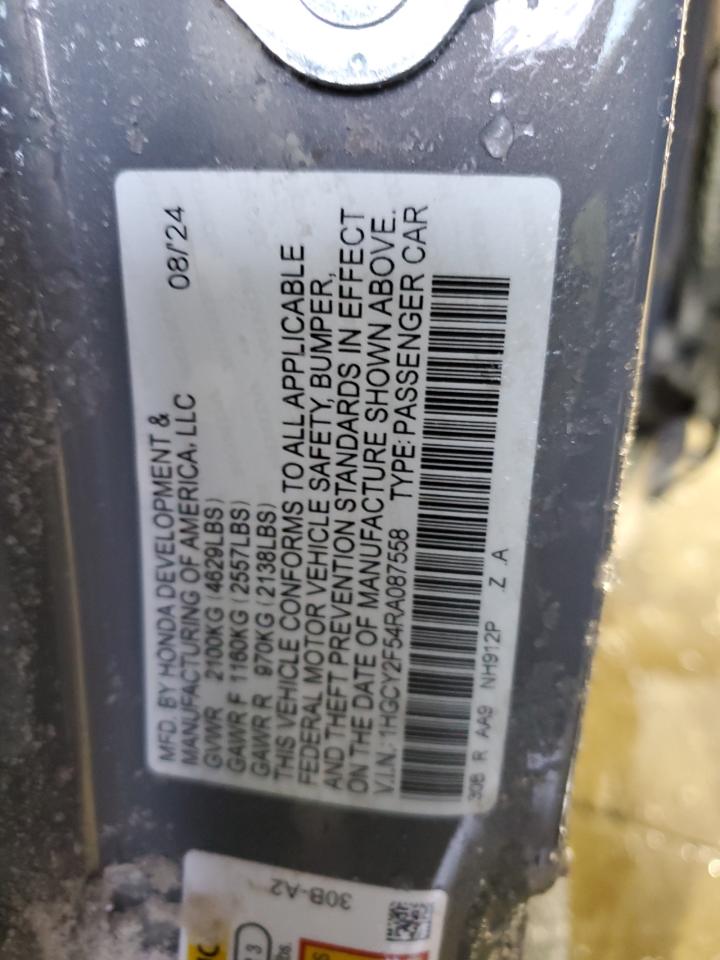 MFD. BY HONDA DEVELOPMENT & 08/'24
MANUFACTURING OF AMERICA, LLC
GVWR 2100KG (4629LBS)
GAWR F 1160KG (2557LBS)
GAWR R 970KG (2138LBS)
THIS VEHICLE CONFORMS TO ALL APPLICABLE
FEDERAL MOTOR VEHICLE SAFETY, BUMPER,
AND THEFT PREVENTION STANDARDS IN EFFECT
ON THE DATE OF MANUFACTURE SHOWN ABOVE.
V.I.N.: 1HGCY2F54RA087558 TYPE: PASSENGER CAR
30B R AA9 NH912P Z A
30B-A2